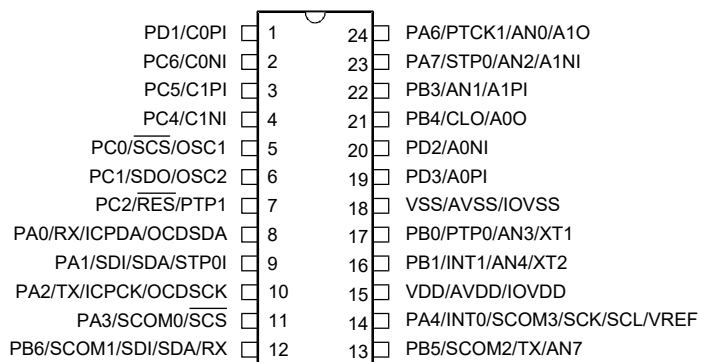 PD1/C0PI 1 24 PA6/PTCK1/AN0/A1O
PC6/C0NI 2 23 PA7/STP0/AN2/A1NI
PC5/C1PI 3 22 PB3/AN1/A1PI
PC4/C1NI 4 21 PB4/CLO/A0O
PC0/SCS/OSC1 5 20 PD2/A0NI
PC1/SDO/OSC2 6 19 PD3/A0PI
PC2/RES/PTP1 7 18 VSS/AVSS/IOVSS
PA0/RX/ICPDA/OCDSDA 8 17 PB0/PTP0/AN3/XT1
PA1/SDI/SDA/STP0I 9 16 PB1/INT1/AN4/XT2
PA2/TX/ICPCK/OCDSCK 10 15 VDD/AVDD/IOVDD
PA3/SCOM0/SCS 11 14 PA4/INT0/SCOM3/SCK/SCL/VREF
PB6/SCOM1/SDI/SDA/RX 12 13 PB5/SCOM2/TX/AN7